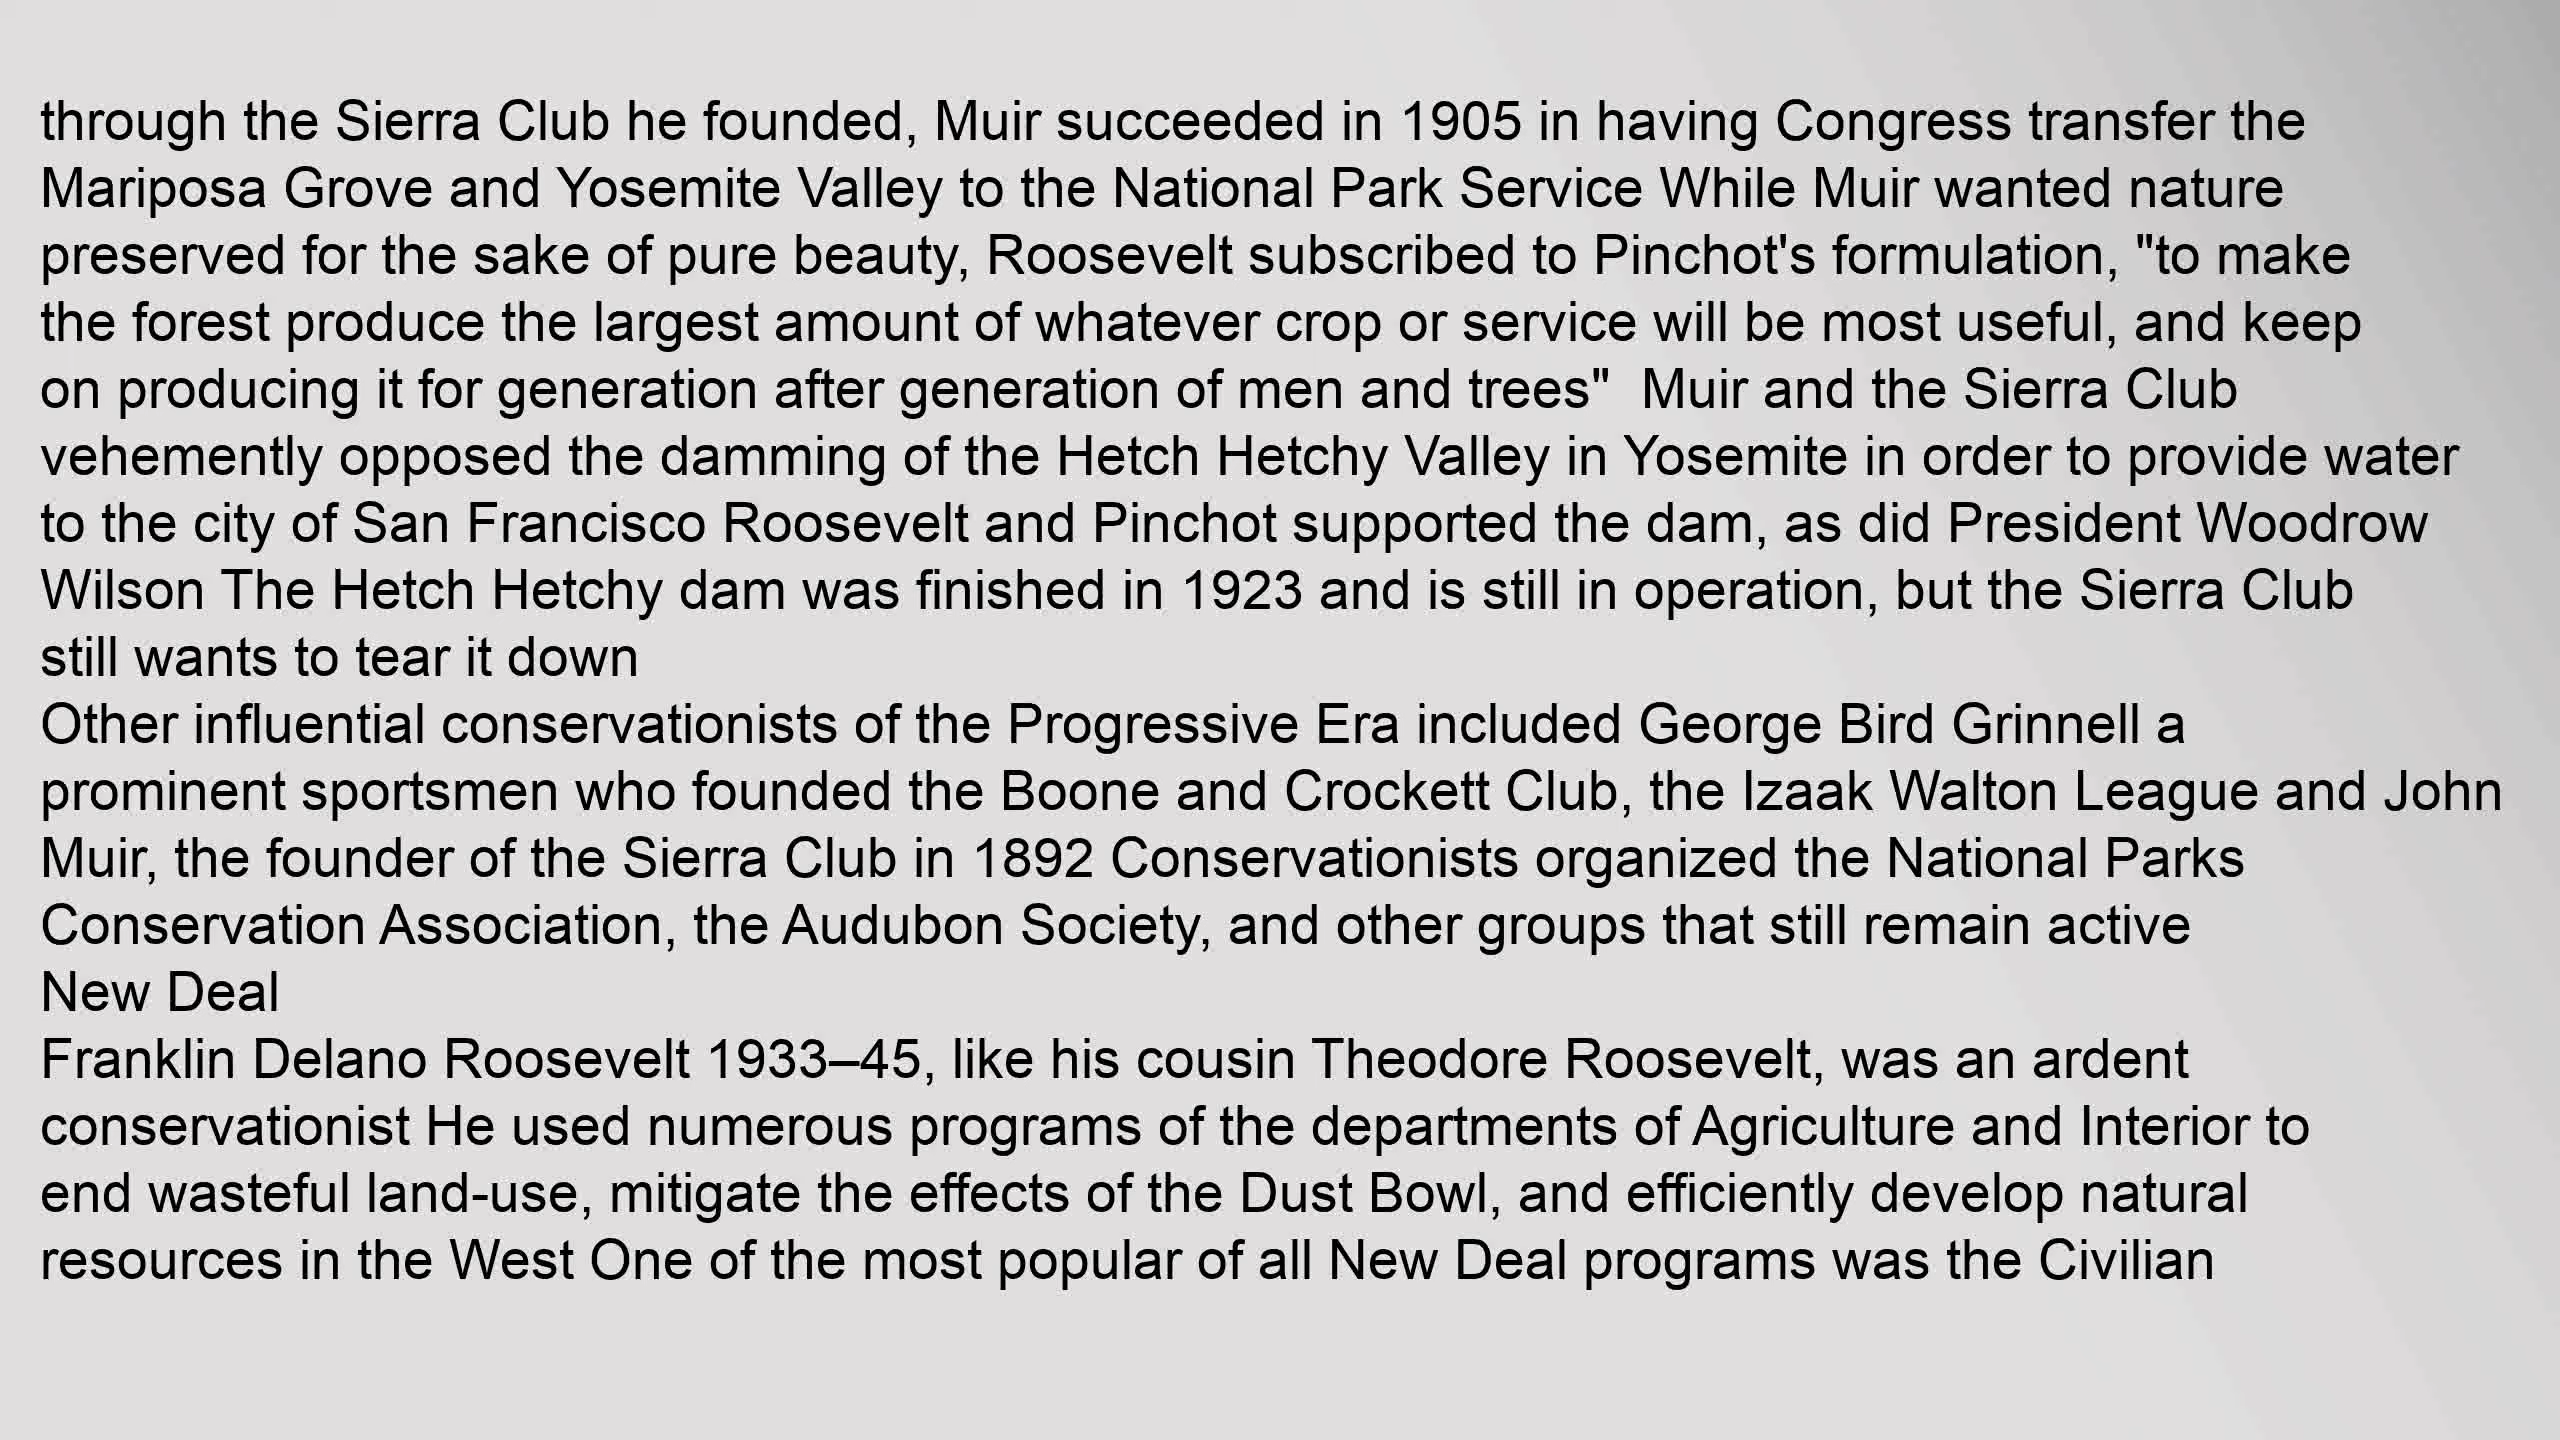 through the Sierra Club he founded, Muir succeeded in 1905 in having Congress transfer the
Mariposa Grove and Yosemite Valley to the National Park Service While Muir wanted nature
preserved for the sake of pure beauty, Roosevelt subscribed to Pinchot's formulation, "to make
the forest produce the largest amount of whatever crop or service will be most useful, and keep
on producing it for generation after generation of men and trees"  Muir and the Sierra Club
vehemently opposed the damming of the Hetch Hetchy Valley in Yosemite in order to provide water
to the city of San Francisco Roosevelt and Pinchot supported the dam, as did President Woodrow
Wilson The Hetch Hetchy dam was finished in 1923 and is still in operation, but the Sierra Club
still wants to tear it down
Other influential conservationists of the Progressive Era included George Bird Grinnell a
prominent sportsmen who founded the Boone and Crockett Club, the Izaak Walton League and John
Muir, the founder of the Sierra Club in 1892 Conservationists organized the National Parks
Conservation Association, the Audubon Society, and other groups that still remain active
New Deal
Franklin Delano Roosevelt 1933–45, like his cousin Theodore Roosevelt, was an ardent
conservationist He used numerous programs of the departments of Agriculture and Interior to
end wasteful land-use, mitigate the effects of the Dust Bowl, and efficiently develop natural
resources in the West One of the most popular of all New Deal programs was the Civilian